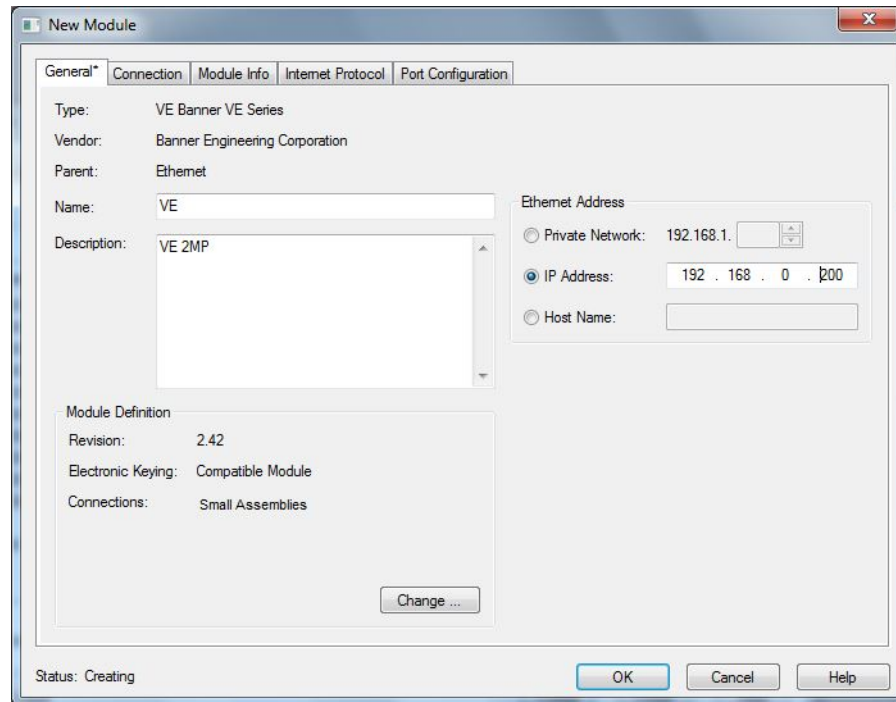 New Module
General* Connection Module Info Internet Protocol Port Configuration
Type: VE Banner VE Series
Vendor: Banner Engineering Corporation
Parent: Ethernet
Name: VE
Description: VE 2MP
Ethernet Address
Private Network: 192.168.1.
IP Address: 192 . 168 . 0 . 200
Host Name:
Module Definition
Revision: 2.42
Electronic Keying: Compatible Module
Connections: Small Assemblies
Change ...
Status: Creating
OK Cancel Help